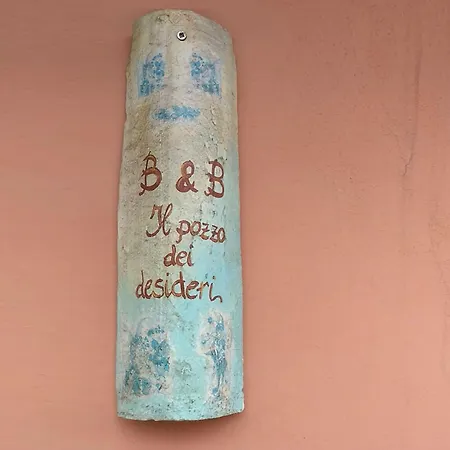 B & B
Il pozzo
dei
desideri